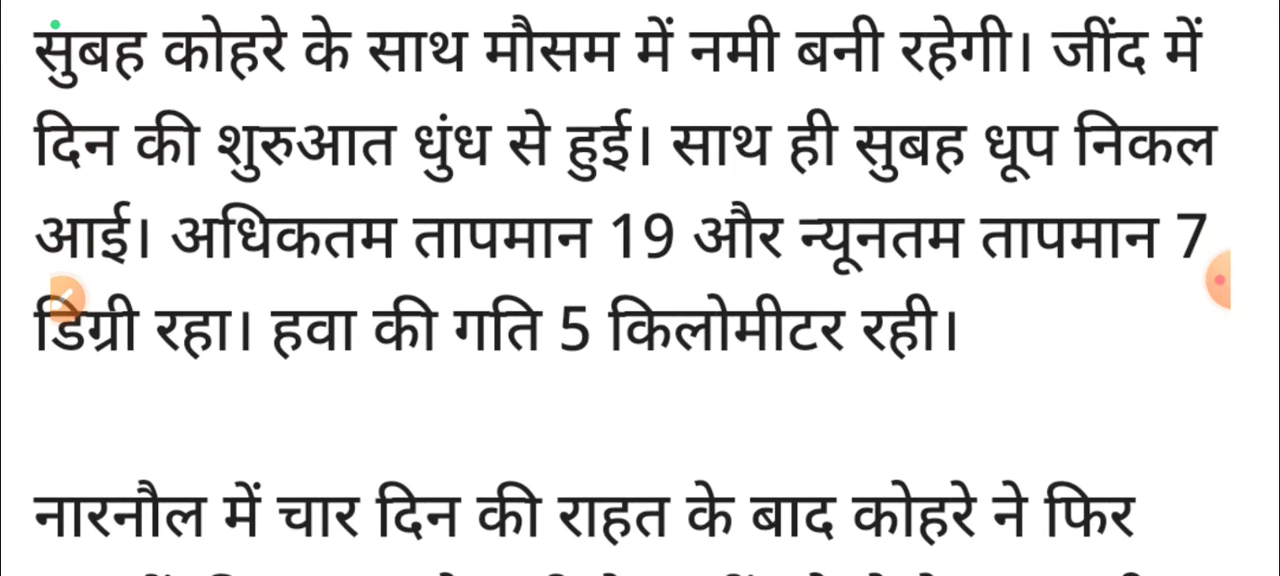 सुबह कोहरे के साथ मौसम में नमी बनी रहेगी। जींद में
दिन की शुरुआत धुंध से हुई। साथ ही सुबह धूप निकल
आई। अधिकतम तापमान 19 और न्यूनतम तापमान 7
डिग्री रहा। हवा की गति 5 किलोमीटर रही।
नारनौल में चार दिन की राहत के बाद कोहरे ने फिर